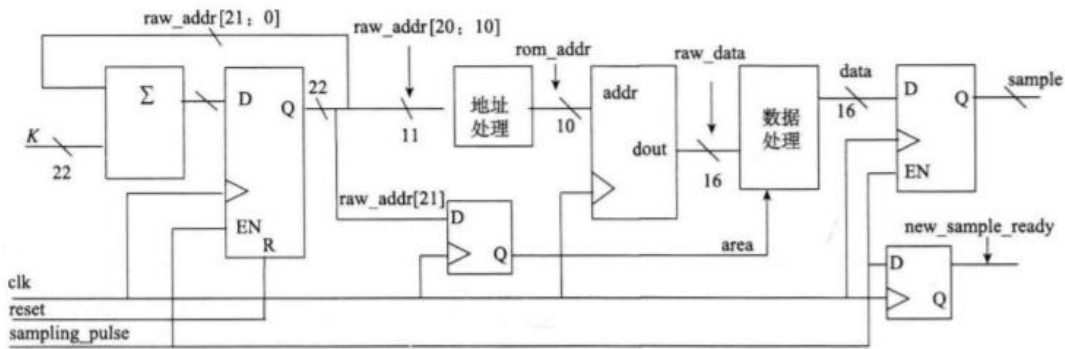 raw_addr[21; 0]
raw_addr[20; 10]
rom_addr
raw_data
data
sample
Σ
D
Q
22
11
地址
处理
10
addr
dout
16
数据
处理
16
D
Q
EN
K
22
EN
R
raw_addr[21]
D
Q
area
new_sample_ready
D
Q
clk
reset
sampling_pulse